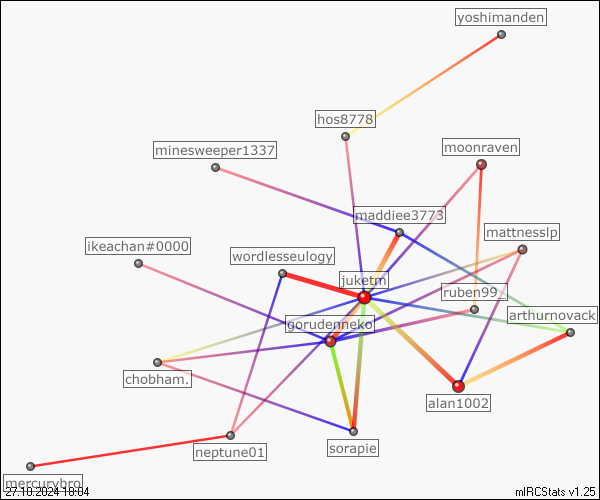 yoshimanden
hos8778
minesweeper1337
moonraven
maddiee3773
mattnesslp
ikeachan#0000
wordlesseulogy
juketm
ruben99_
gorudenneko
arthurnovack
chobham.
alan1002
neptune01
sorapie
mercurybro
27.10.2024 18:04
mIRCStats v1.25